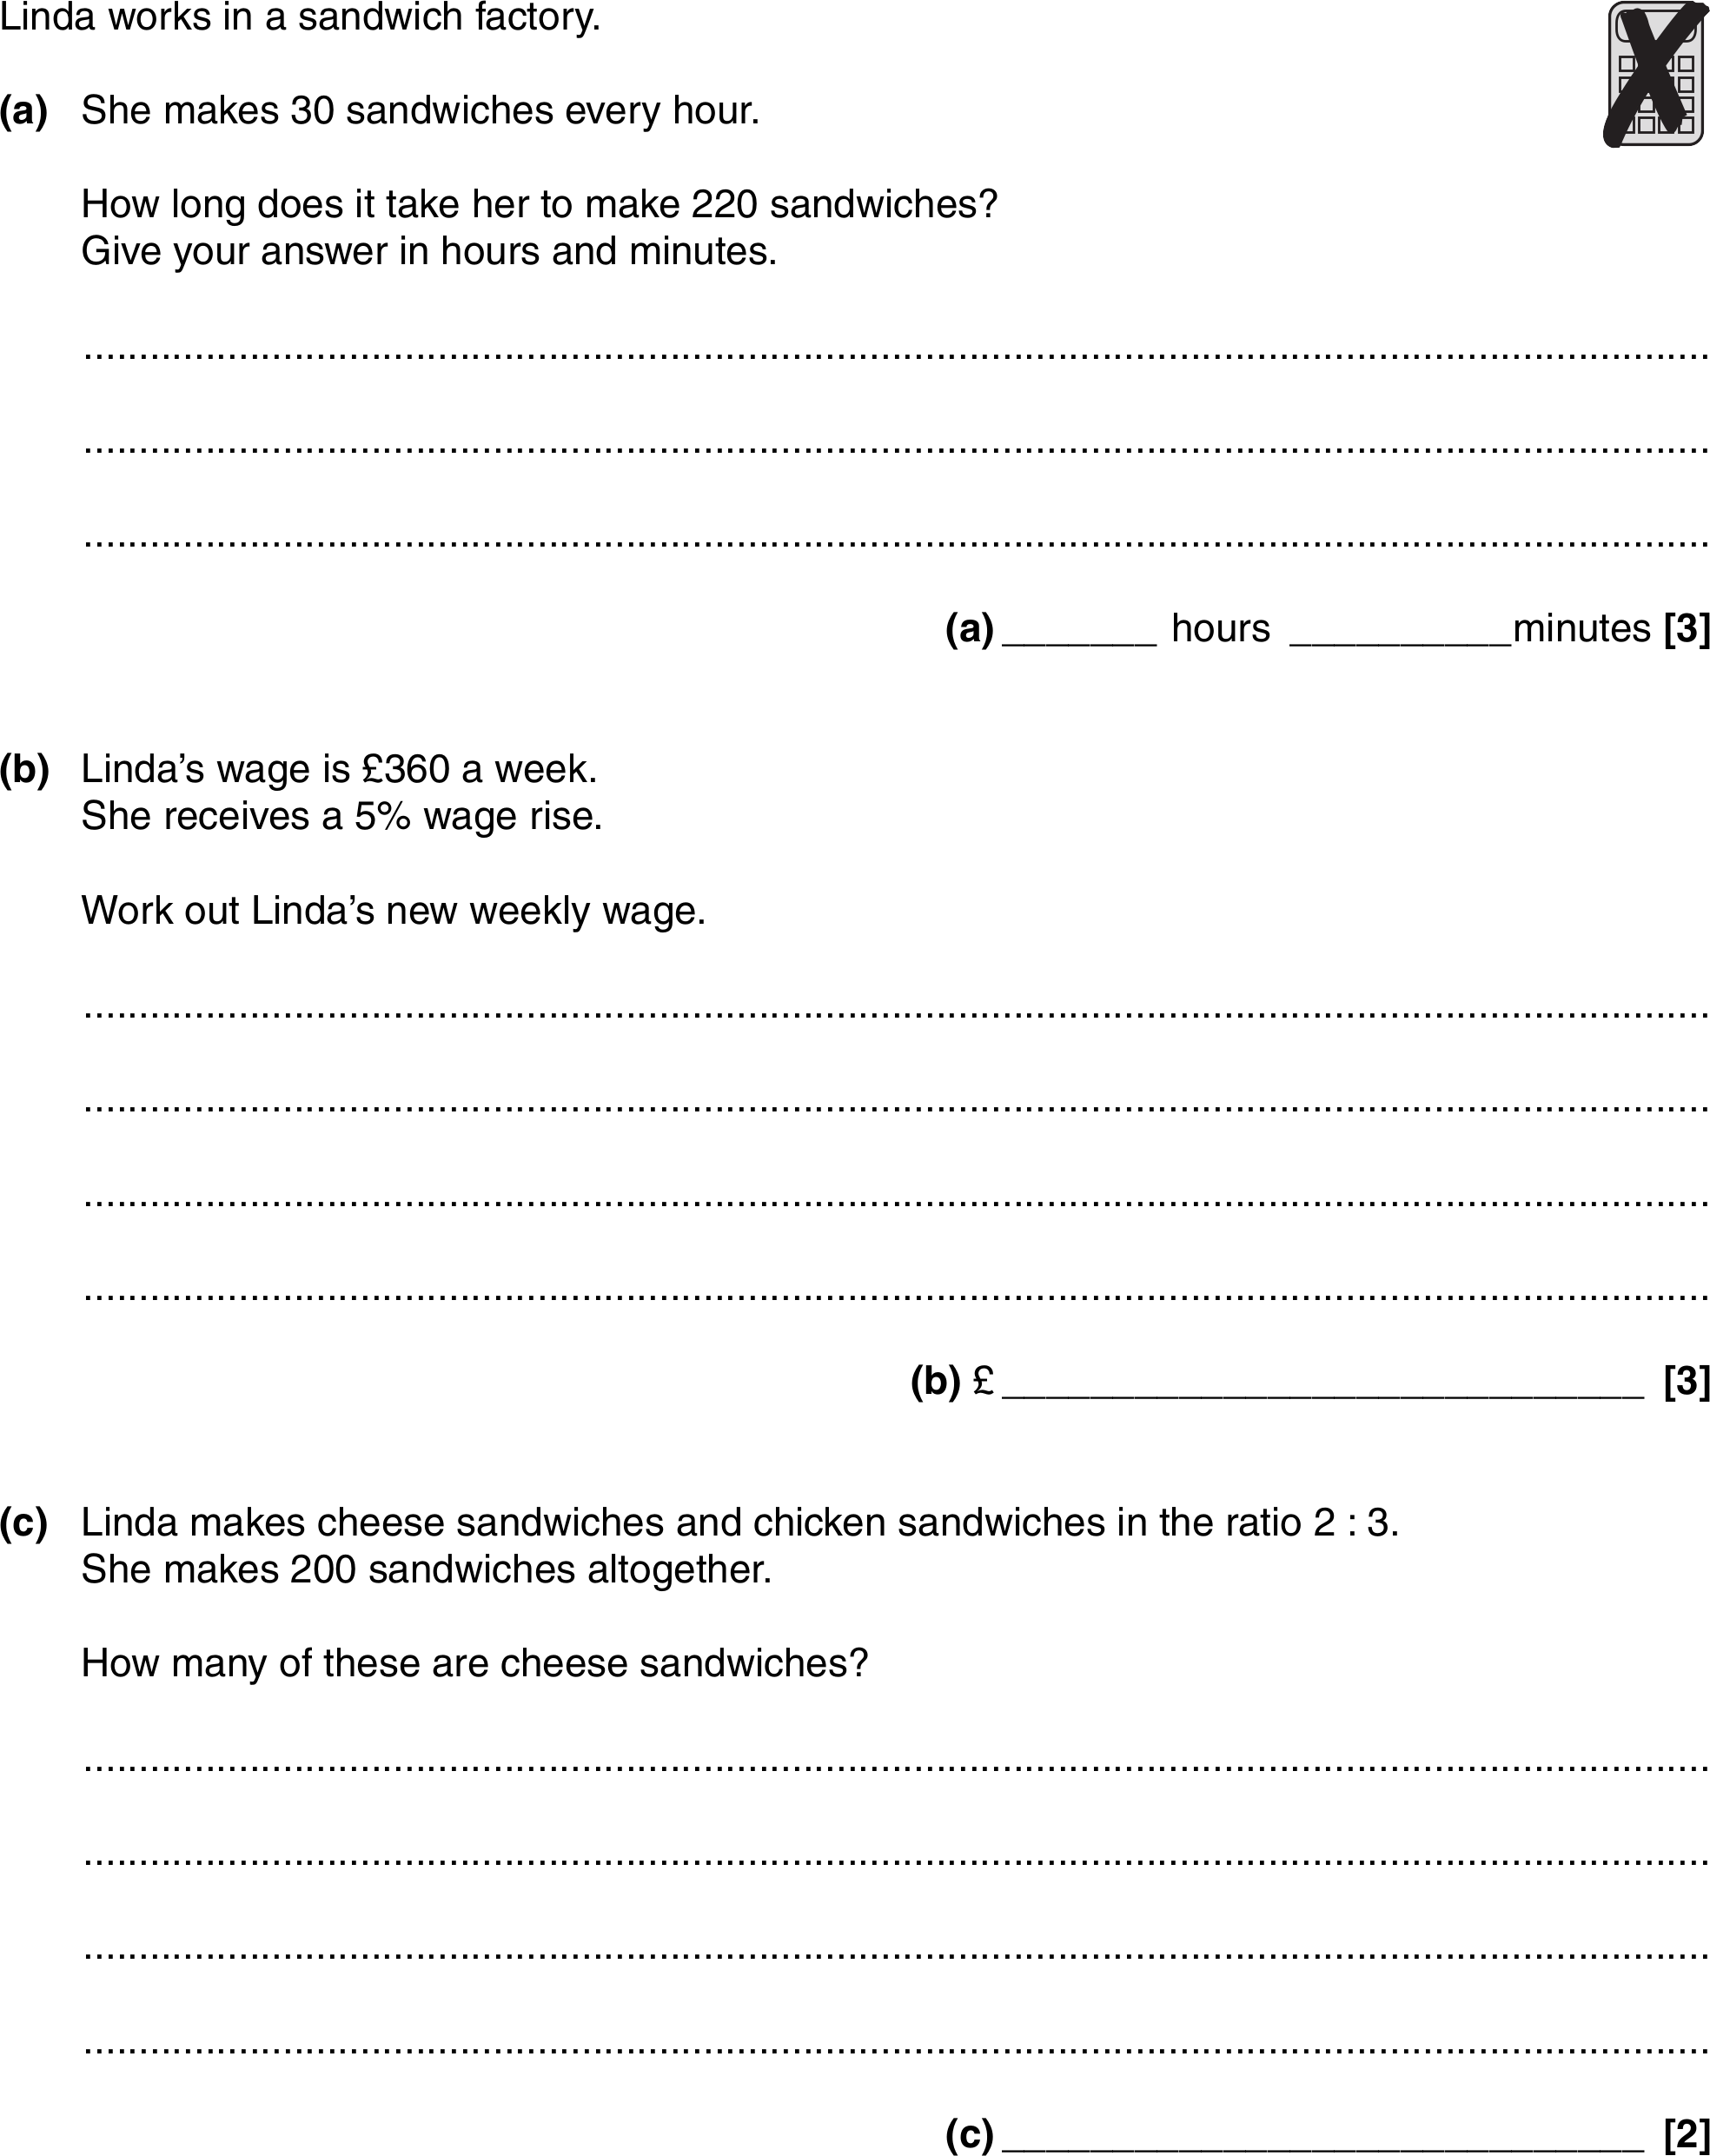 Linda works in a sandwich factory.
(a) She makes 30 sandwiches every hour.
How long does it take her to make 220 sandwiches?
Give your answer in hours and minutes.
(a) _______ hours __________minutes [3]
(b) Linda’s wage is £360 a week.
She receives a 5% wage rise.
Work out Linda’s new weekly wage.
(b) £ _____________________________ [3]
(c) Linda makes cheese sandwiches and chicken sandwiches in the ratio 2 : 3.
She makes 200 sandwiches altogether.
How many of these are cheese sandwiches?
(c) _____________________________ [2]